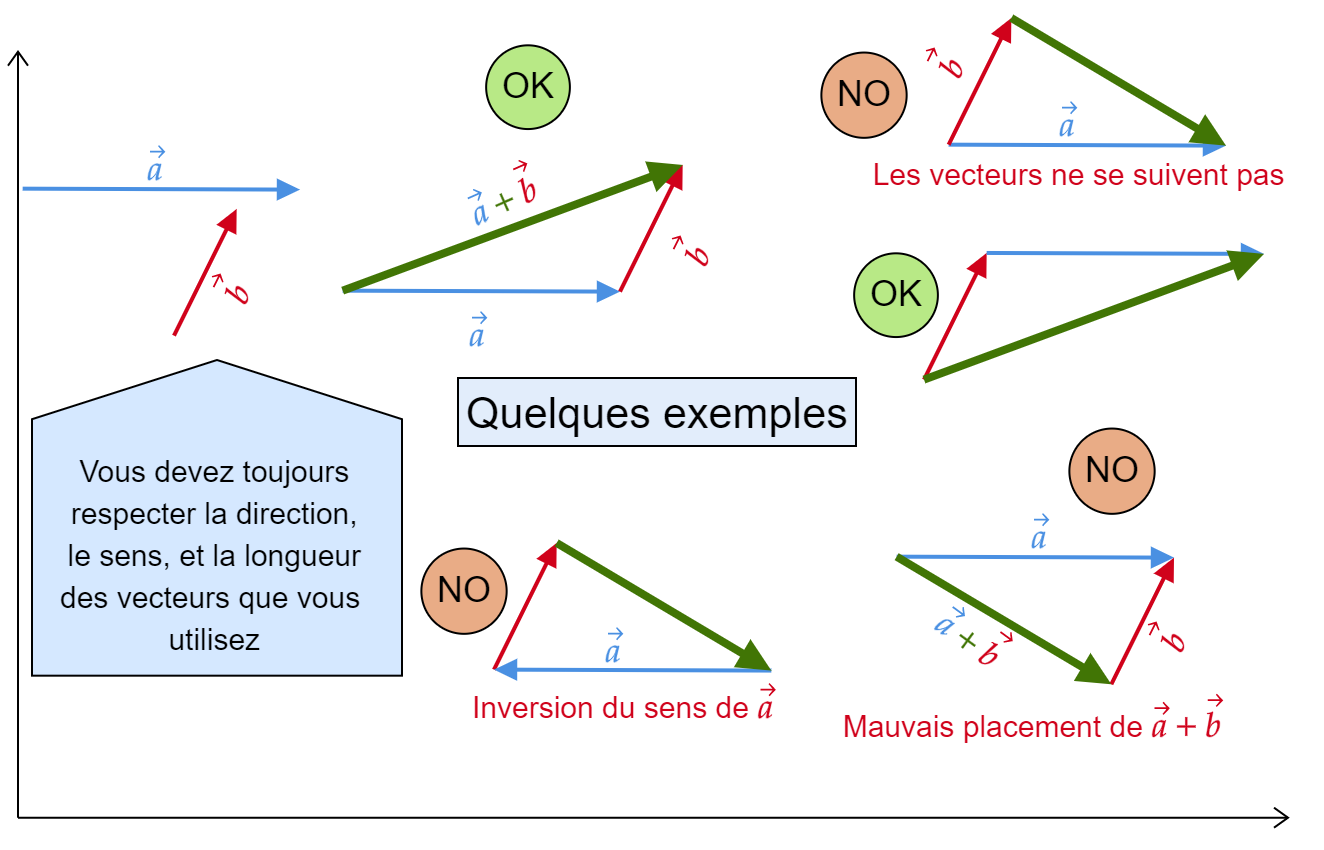 OK
NO
$\vec{b}$
$\vec{a}$
Les vecteurs ne se suivent pas
$\vec{a}$
$\vec{b}$
$\vec{a} + \vec{b}$
$\vec{b}$
$\vec{a}$
OK
Quelques exemples
Vous devez toujours
respecter la direction,
le sens, et la longueur
des vecteurs que vous
utilisez
NO
$\vec{a}$
Inversion du sens de $\vec{a}$
NO
$\vec{a}$
$\vec{a} + \vec{b}$
$\vec{b}$
Mauvais placement de $\vec{a} + \vec{b}$